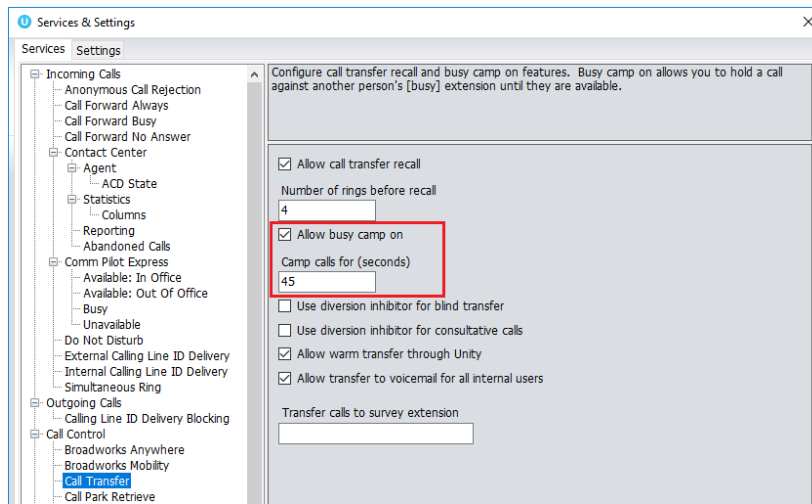 Services & Settings
Services
Settings
Incoming Calls
Anonymous Call Rejection
Call Forward Always
Call Forward Busy
Call Forward No Answer
Contact Center
Agent
ACD State
Statistics
Columns
Reporting
Abandoned Calls
Comm Pilot Express
Available: In Office
Available: Out Of Office
Busy
Unavailable
Do Not Disturb
External Calling Line ID Delivery
Internal Calling Line ID Delivery
Simultaneous Ring
Outgoing Calls
Calling Line ID Delivery Blocking
Call Control
Broadworks Anywhere
Broadworks Mobility
Call Transfer
Call Park Retrieve
Configure call transfer recall and busy camp on features. Busy camp on allows you to hold a call
against another person's [busy] extension until they are available.
Allow call transfer recall
Number of rings before recall
4
Allow busy camp on
Camp calls for (seconds)
45
Use diversion inhibitor for blind transfer
Use diversion inhibitor for consultative calls
Allow warm transfer through Unity
Allow transfer to voicemail for all internal users
Transfer calls to survey extension